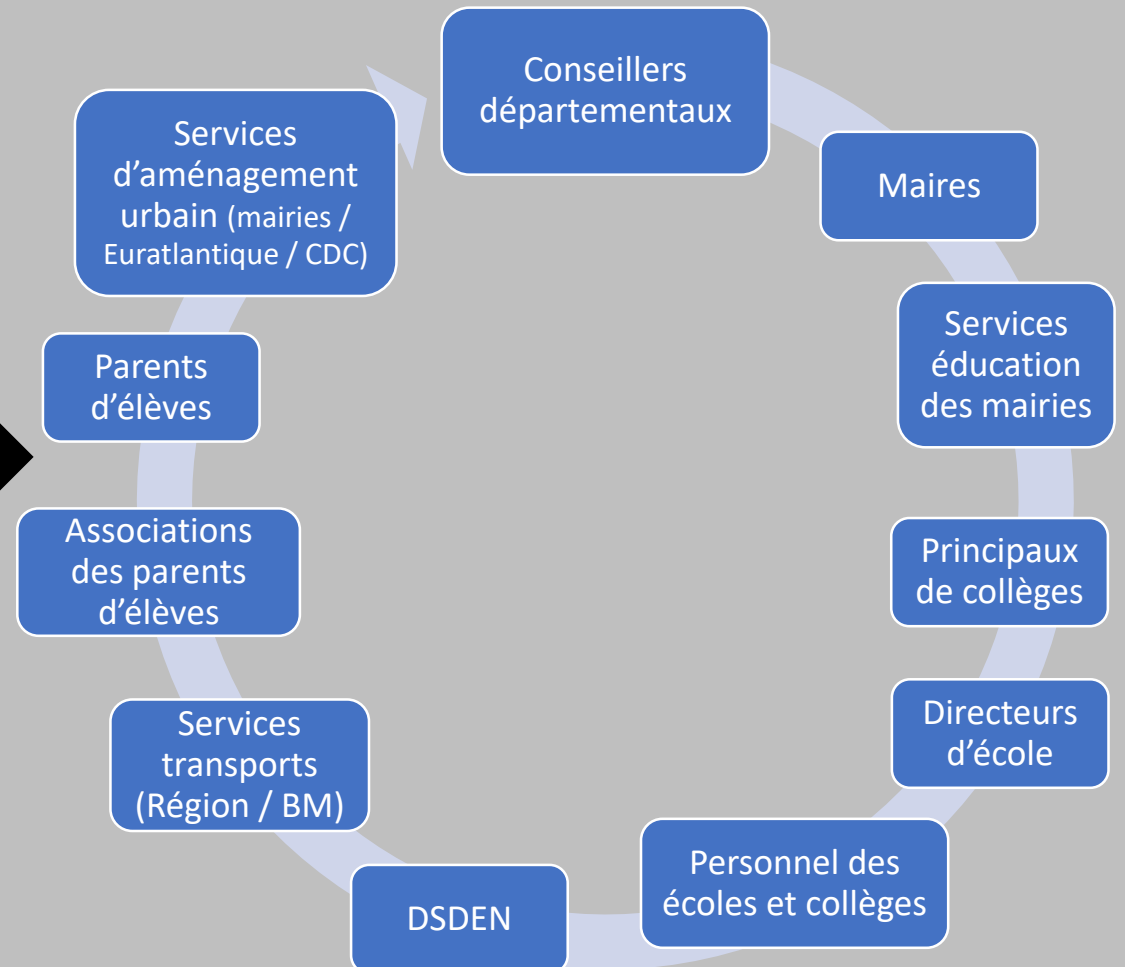 Conseillers
départementaux
Maires
Services
éducation
des mairies
Principaux
de collèges
Directeurs
d'école
Personnel des
écoles et collèges
DSDEN
Services
transports
(Région / BM)
Associations
des parents
d'élèves
Parents
d'élèves
Services
d'aménagement
urbain (mairies /
Euratlantique / CDC)